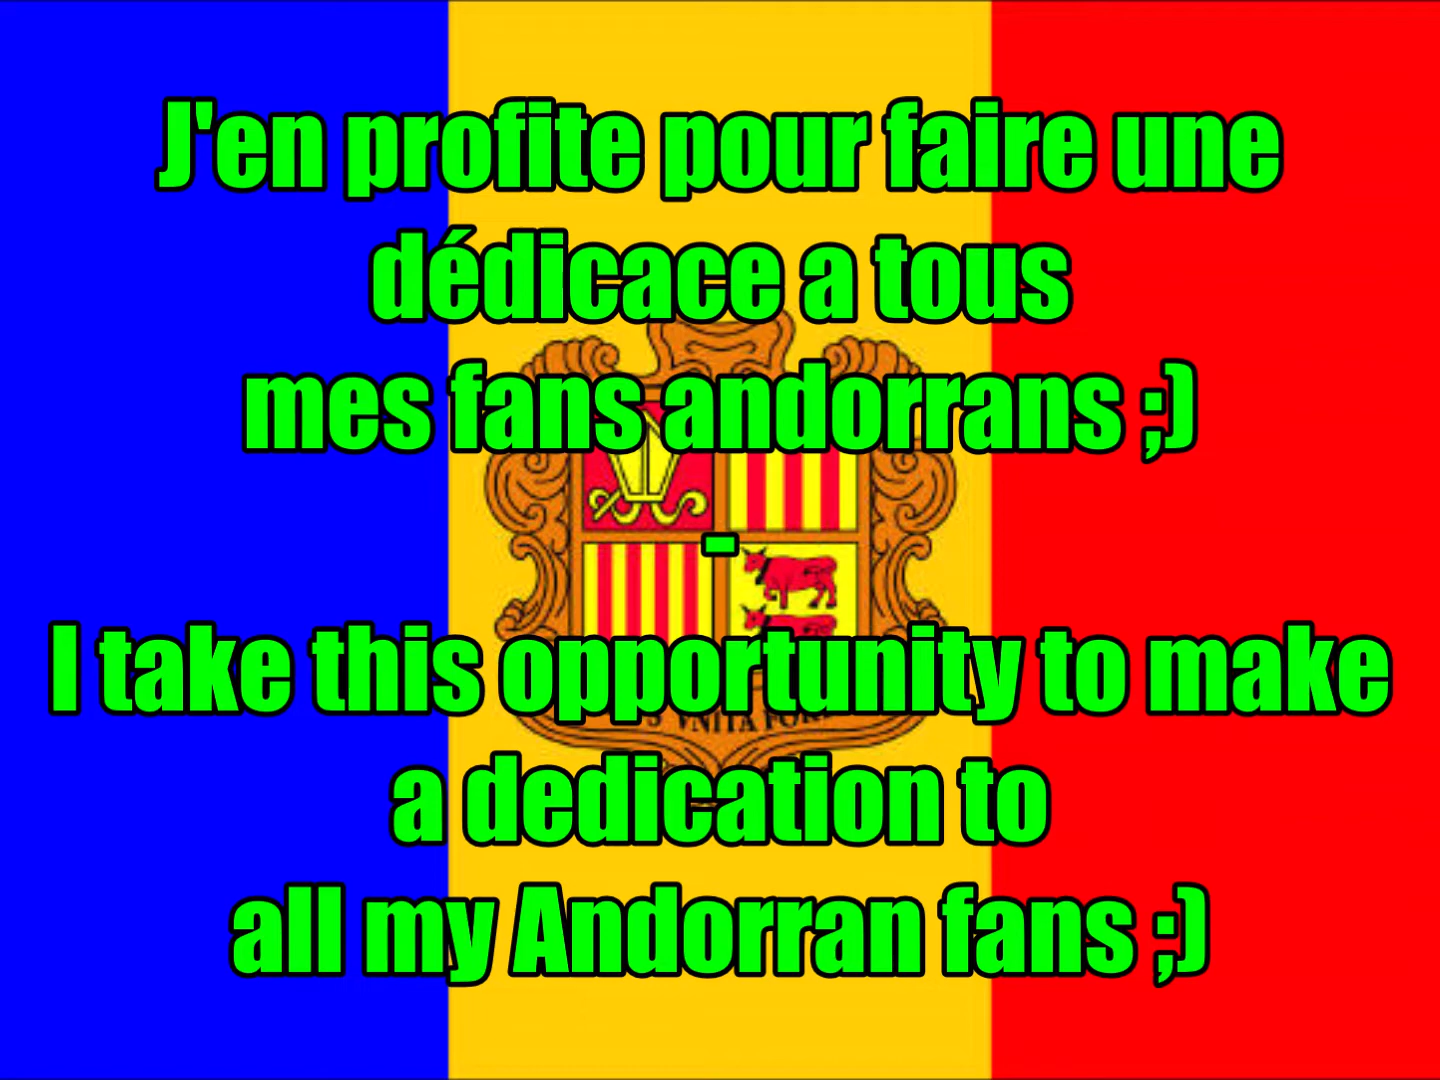 J'en profite pour faire une
dédicace a tous
mes fans andorrans ;)
-
I take this opportunity to make
a dedication to
all my Andorran fans ;)